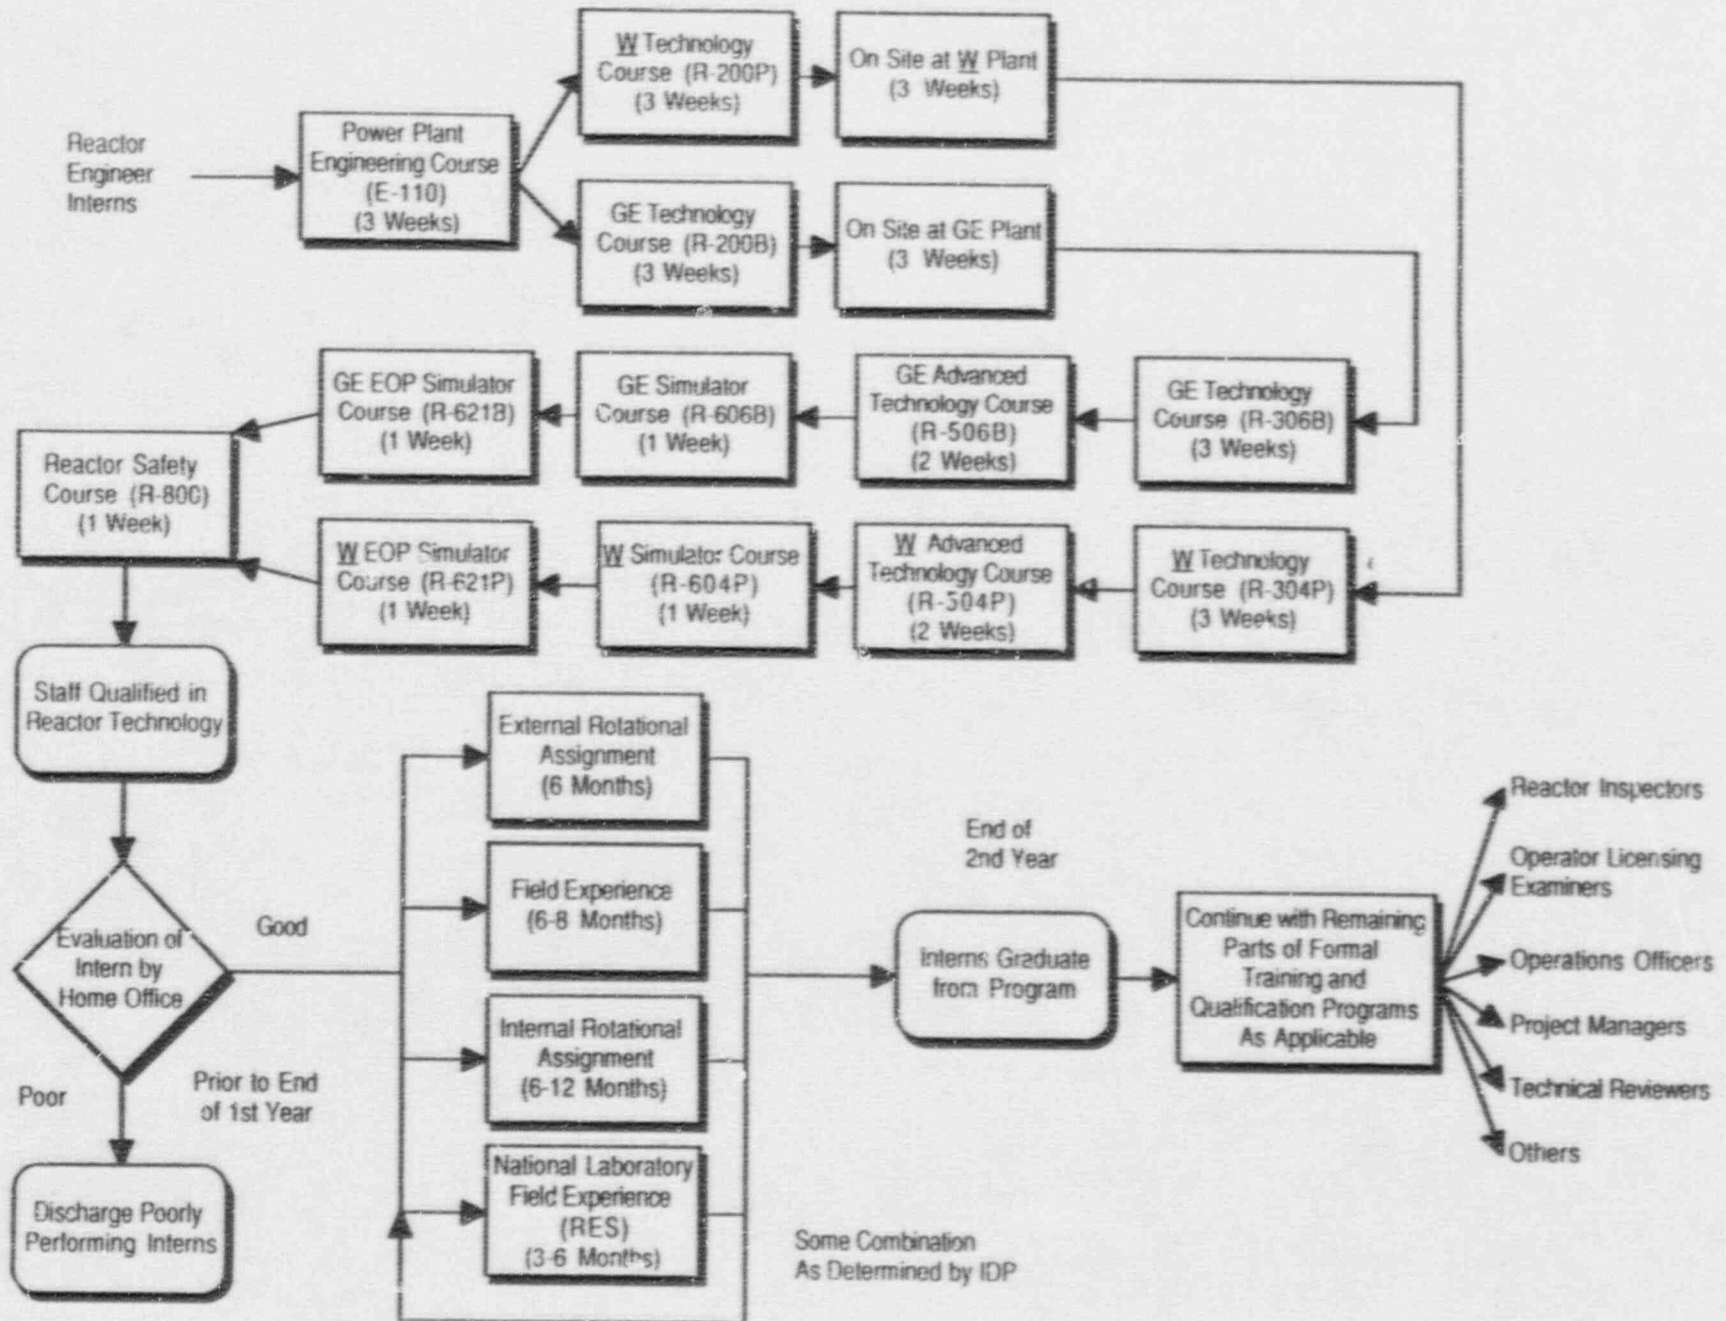 Reactor
Engineer
Interns
Power Plant
Engineering Course
(E-110)
(3 Weeks)
W Technology
Course (R-200P)
(3 Weeks)
On Site at W Plant
(3 Weeks)
GE Technology
Course (R-200B)
(3 Weeks)
On Site at GE Plant
(3 Weeks)
GE EOP Simulator
Course (R-621B)
(1 Week)
GE Simulator
Course (R-606B)
(1 Week)
GE Advanced
Technology Course
(R-506B)
(2 Weeks)
GE Technology
Course (R-306B)
(3 Weeks)
Reactor Safety
Course (R-800)
(1 Week)
W EOP Simulator
Course (R-621P)
(1 Week)
W Simulator Course
(R-604P)
(1 Week)
W Advanced
Technology Course
(R-504P)
(2 Weeks)
W Technology
Course (R-304P)
(3 Weeks)
Staff Qualified in
Reactor Technology
Evaluation of
Intern by
Home Office
Good
Poor
Prior to End
of 1st Year
Discharge Poorly
Performing Interns
External Rotational
Assignment
(6 Months)
Field Experience
(6-8 Months)
Internal Rotational
Assignment
(6-12 Months)
National Laboratory
Field Experience
(RES)
(3-6 Months)
Some Combination
As Determined by IDP
End of
2nd Year
Interns Graduate
from Program
Continue with Remaining
Parts of Formal
Training and
Qualification Programs
As Applicable
Reactor Inspectors
Operator Licensing
Examiners
Operations Officers
Project Managers
Technical Reviewers
Others